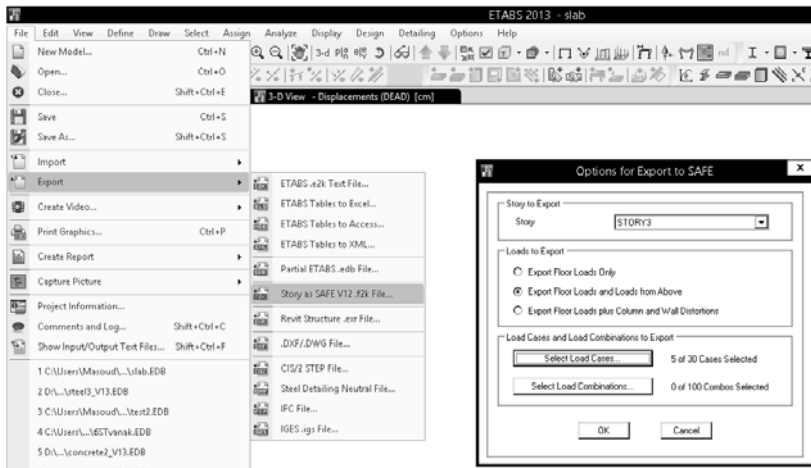 ETABS 2013 - slab
File Edit View Define Draw Select Assign Analyze Display Design Detailing Options Help
New Model... Ctrl+N
Open... Ctrl+O
Close... Shift+Ctrl+E
Save Ctrl+S
Save As... Shift+Ctrl+S
Import
Export
Create Video...
Print Graphics... Ctrl+P
Create Report
Capture Picture
Project Information...
Comments and Log... Shift+Ctrl+C
Show Input/Output Text Files... Shift+Ctrl+F
1 C:\Users\Masoud\...\slab.EDB
2 D:\...\steel3_V13.EDB
3 C:\Users\Masoud\...\test2.EDB
4 C:\Users\...\6STvanak.EDB
5 D:\...\concrete2_V13.EDB
3-d
nd
3-D View - Displacements (DEAD) [cm]
ETABS .e2k Text File...
ETABS Tables to Excel...
ETABS Tables to Access...
ETABS Tables to XML...
Partial ETABS .edb File...
Story as SAFE V12 .f2k File...
Revit Structure .exr File...
.DXF/.DWG File...
CIS/2 STEP File...
Steel Detailing Neutral File...
IFC File...
IGES .igs File...
Options for Export to SAFE
X
Story to Export
Story STORY3
Loads to Export
Export Floor Loads Only
Export Floor Loads and Loads from Above
Export Floor Loads plus Column and Wall Distortions
Load Cases and Load Combinations to Export
Select Load Cases... 5 of 30 Cases Selected
Select Load Combinations... 0 of 100 Combos Selected
OK Cancel